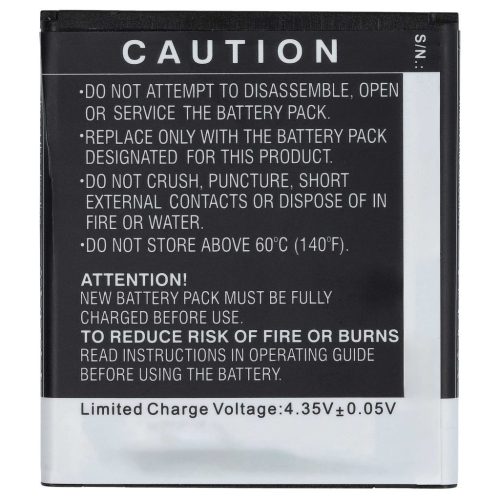 CAUTION
S/N.:
·DO NOT ATTEMPT TO DISASSEMBLE, OPEN
OR SERVICE THE BATTERY PACK.
·REPLACE ONLY WITH THE BATTERY PACK
DESIGNATED FOR THIS PRODUCT.
·DO NOT CRUSH, PUNCTURE, SHORT
EXTERNAL CONTACTS OR DISPOSE OF IN
FIRE OR WATER.
·DO NOT STORE ABOVE 60°C (140°F).
ATTENTION!
NEW BATTERY PACK MUST BE FULLY
CHARGED BEFORE USE.
TO REDUCE RISK OF FIRE OR BURNS
READ INSTRUCTIONS IN OPERATING GUIDE
BEFORE USING THE BATTERY.
Limited Charge Voltage:4.35V±0.05V